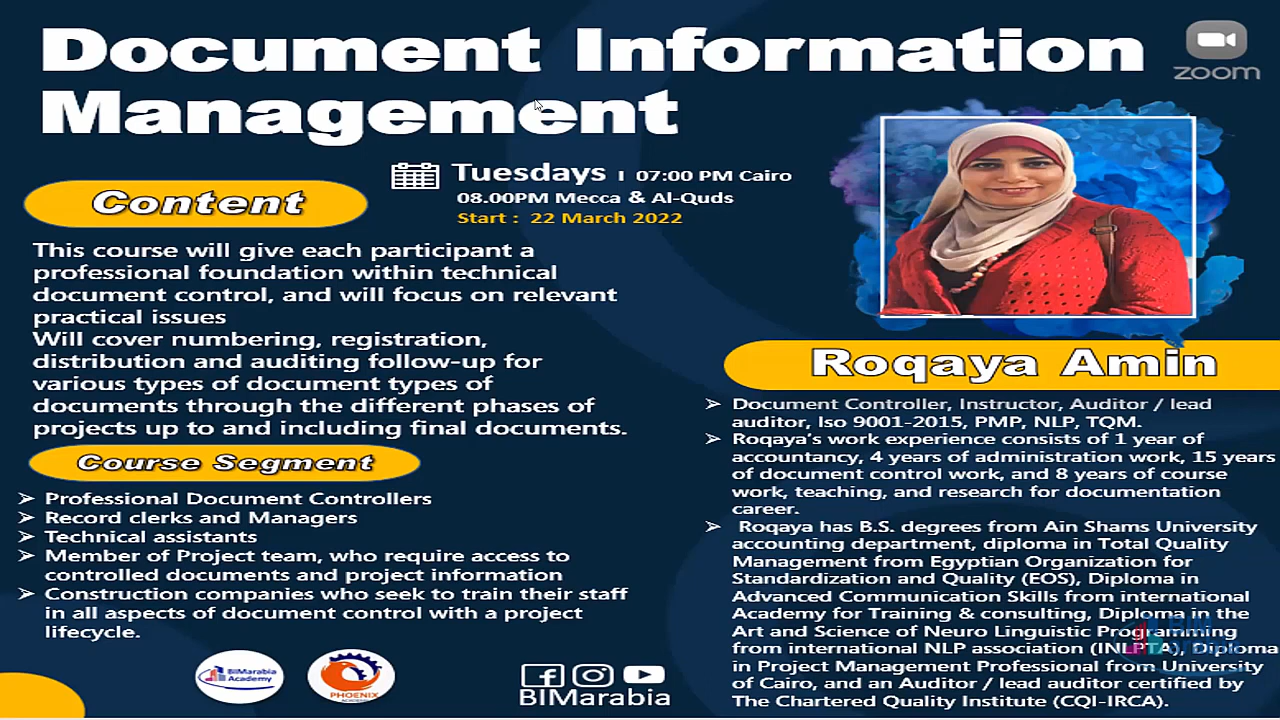 Document Information
Management
zoom
Tuesdays I 07:00 PM Cairo
08.00PM Mecca & Al-Quds
Start : 22 March 2022
Content
This course will give each participant a
professional foundation within technical
document control, and will focus on relevant
practical issues
Will cover numbering, registration,
distribution and auditing follow-up for
various types of document types of
documents through the different phases of
projects up to and including final documents.
Course Segment
➢ Professional Document Controllers
➢ Record clerks and Managers
➢ Technical assistants
➢ Member of Project team, who require access to
controlled documents and project information
➢ Construction companies who seek to train their staff
in all aspects of document control with a project
lifecycle.
BIMarabia
Academy
PHOENIX
BIMarabia
Roqaya Amin
➢ Document Controller, Instructor, Auditor / lead
auditor, Iso 9001-2015, PMP, NLP, TQM.
➢ Roqaya's work experience consists of 1 year of
accountancy, 4 years of administration work, 15 years
of document control work, and 8 years of course
work, teaching, and research for documentation
career.
➢ Roqaya has B.S. degrees from Ain Shams University
accounting department, diploma in Total Quality
Management from Egyptian Organization for
Standardization and Quality (EOS), Diploma in
Advanced Communication Skills from international
Academy for Training & consulting, Diploma in the
Art and Science of Neuro Linguistic Programming
from international NLP association (INLPTA), Diploma
in Project Management Professional from University
of Cairo, and an Auditor / lead auditor certified by
The Chartered Quality Institute (CQI-IRCA).